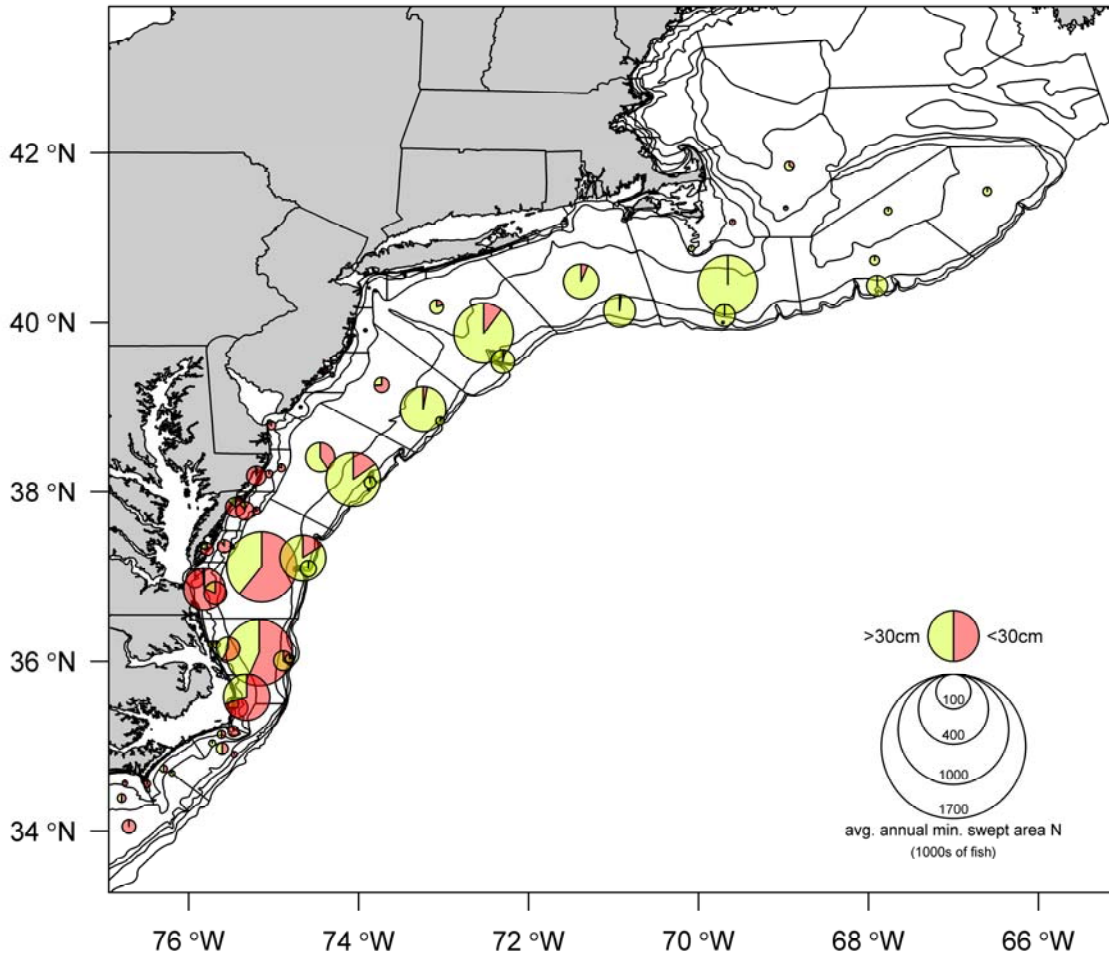 42 °N
40 °N
38 °N
36 °N
34 °N
>30cm <30cm
100
400
1000
1700
avg. annual min. swept area N
(1000s of fish)
76 °W 74 °W 72 °W 70 °W 68 °W 66 °W